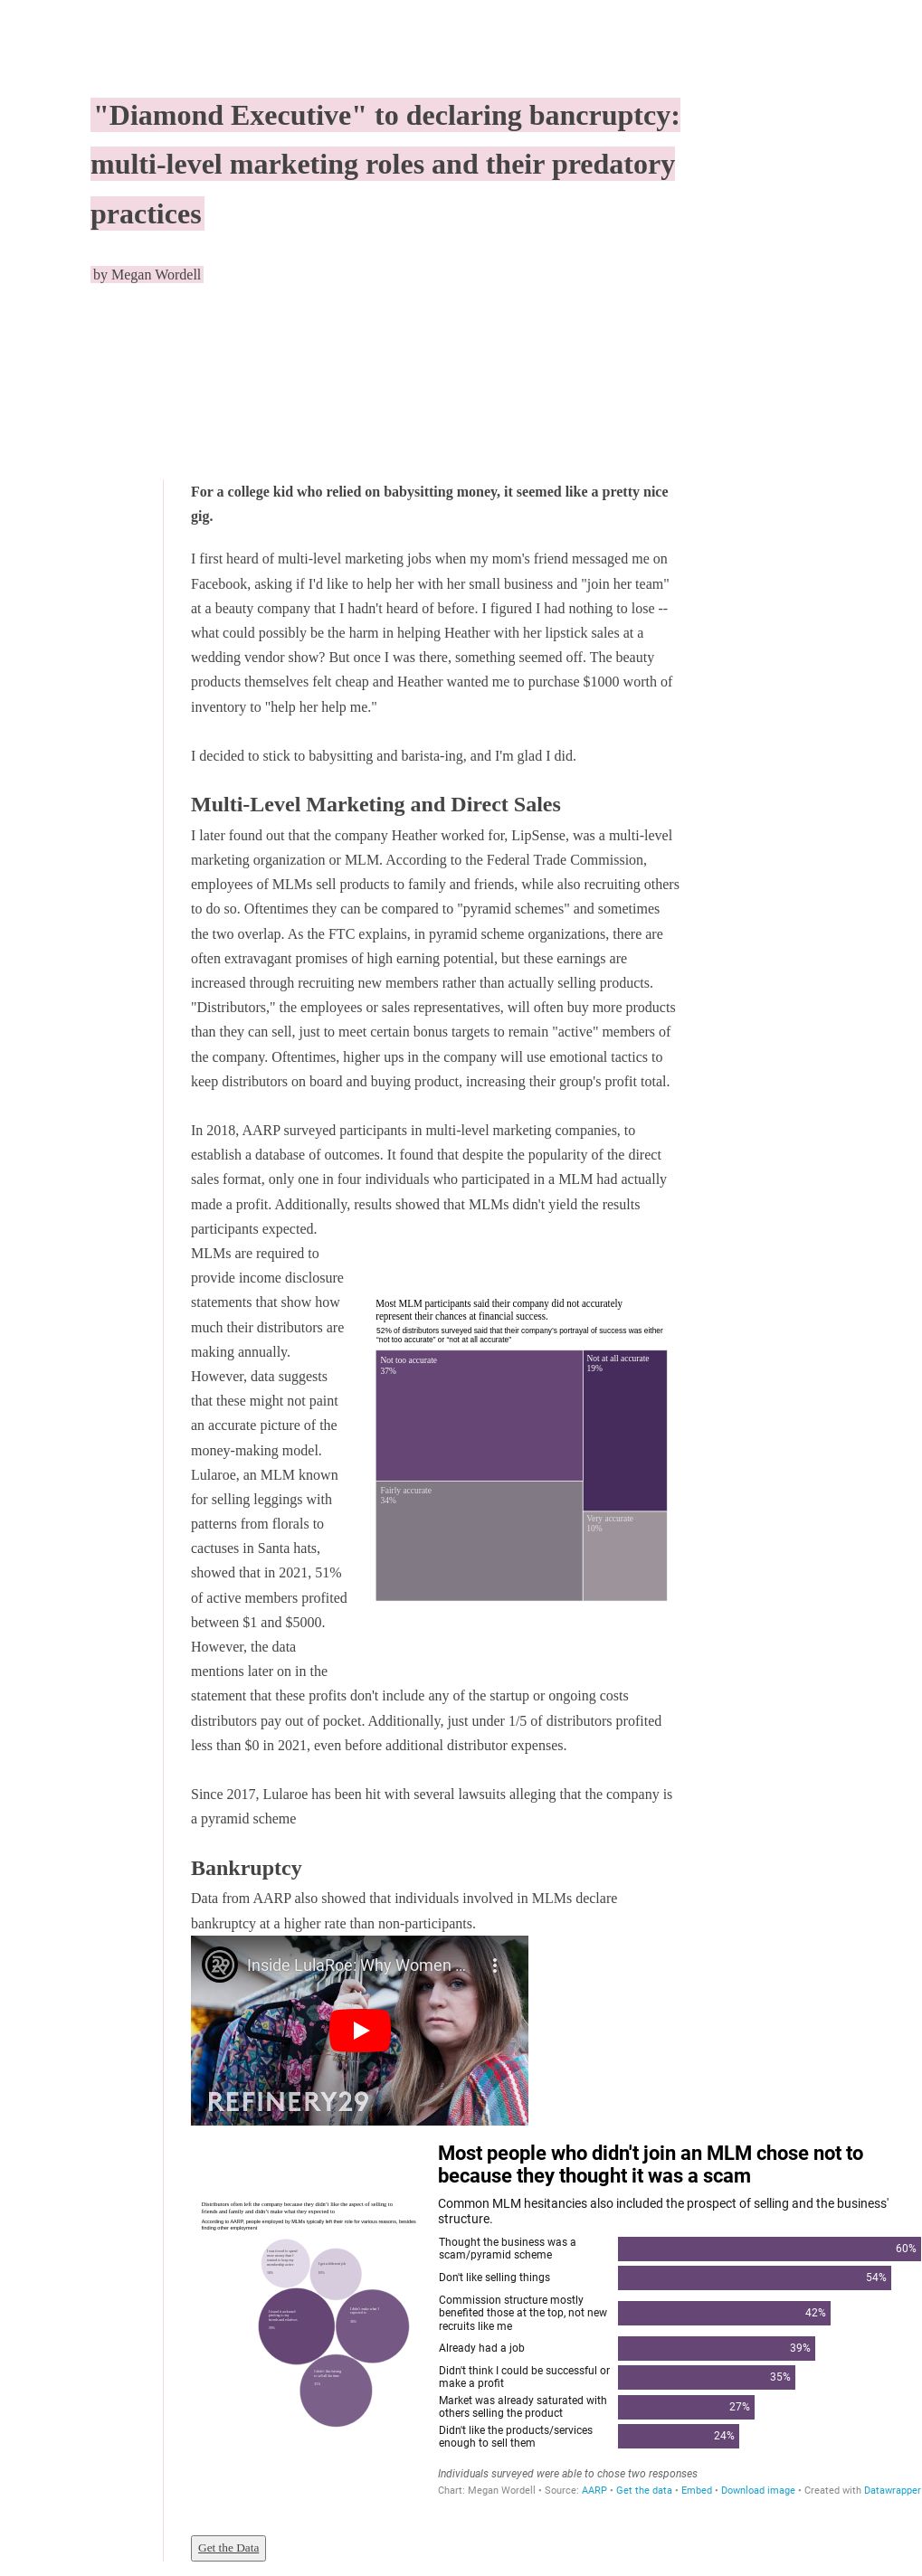 "Diamond Executive" to declaring bancruptcy:
multi-level marketing roles and their predatory
practices
by Megan Wordell
For a college kid who relied on babysitting money, it seemed like a pretty nice
gig.
I first heard of multi-level marketing jobs when my mom's friend messaged me on
Facebook, asking if I'd like to help her with her small business and "join her team"
at a beauty company that I hadn't heard of before. I figured I had nothing to lose --
what could possibly be the harm in helping Heather with her lipstick sales at a
wedding vendor show? But once I was there, something seemed off. The beauty
products themselves felt cheap and Heather wanted me to purchase $1000 worth of
inventory to "help her help me."
I decided to stick to babysitting and barista-ing, and I'm glad I did.
Multi-Level Marketing and Direct Sales
I later found out that the company Heather worked for, LipSense, was a multi-level
marketing organization or MLM. According to the Federal Trade Commission,
employees of MLMs sell products to family and friends, while also recruiting others
to do so. Oftentimes they can be compared to "pyramid schemes" and sometimes
the two overlap. As the FTC explains, in pyramid scheme organizations, there are
often extravagant promises of high earning potential, but these earnings are
increased through recruiting new members rather than actually selling products.
"Distributors," the employees or sales representatives, will often buy more products
than they can sell, just to meet certain bonus targets to remain "active" members of
the company. Oftentimes, higher ups in the company will use emotional tactics to
keep distributors on board and buying product, increasing their group's profit total.
In 2018, AARP surveyed participants in multi-level marketing companies, to
establish a database of outcomes. It found that despite the popularity of the direct
sales format, only one in four individuals who participated in a MLM had actually
made a profit. Additionally, results showed that MLMs didn't yield the results
participants expected.
MLMs are required to
provide income disclosure
statements that show how
much their distributors are
making annually.
However, data suggests
that these might not paint
an accurate picture of the
money-making model.
Lularoe, an MLM known
for selling leggings with
patterns from florals to
cactuses in Santa hats,
showed that in 2021, 51%
of active members profited
between $1 and $5000.
However, the data
mentions later on in the
statement that these profits don't include any of the startup or ongoing costs
distributors pay out of pocket. Additionally, just under 1/5 of distributors profited
less than $0 in 2021, even before additional distributor expenses.
Most MLM participants said their company did not accurately
represent their chances at financial success.
52% of distributors surveyed said that their company's portrayal of success was either
"not too accurate" or "not at all accurate"
Not too accurate
37%
Not at all accurate
19%
Fairly accurate
34%
Very accurate
10%
Since 2017, Lularoe has been hit with several lawsuits alleging that the company is
a pyramid scheme
Bankruptcy
Data from AARP also showed that individuals involved in MLMs declare
bankruptcy at a higher rate than non-participants.
29
Inside LulaRoe: Why Women ...
REFINERY29
Distributors often left the company because they didn't like the aspect of selling to
friends and family and didn't make what they expected to
According to AARP, people employed by MLMs typically left their role for various reasons, besides
finding other employment
Most people who didn't join an MLM chose not to
because they thought it was a scam
Common MLM hesitancies also included the prospect of selling and the business'
structure.
Thought the business was a
scam/pyramid scheme
60%
Don't like selling things
54%
Commission structure mostly
benefited those at the top, not new
recruits like me
42%
Already had a job
39%
Didn't think I could be successful or
make a profit
35%
Market was already saturated with
others selling the product
27%
Didn't like the products/services
enough to sell them
24%
Individuals surveyed were able to chose two responses
Chart: Megan Wordell • Source: AARP • Get the data • Embed • Download image • Created with Datawrapper
Get the Data